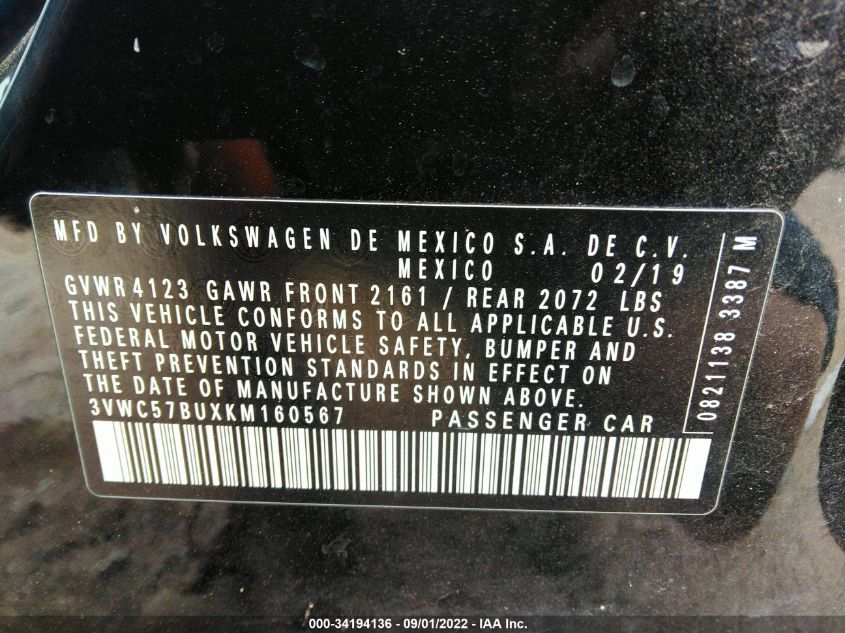 MFD BY VOLKSWAGEN DE MEXICO S.A. DE C.V.
MEXICO 02/19
GVWR 4123 GAWR FRONT 2161 / REAR 2072 LBS
THIS VEHICLE CONFORMS TO ALL APPLICABLE U.S.
FEDERAL MOTOR VEHICLE SAFETY, BUMPER AND
THEFT PREVENTION STANDARDS IN EFFECT ON
THE DATE OF MANUFACTURE SHOWN ABOVE.
3VWC57BUXKM160567 PASSENGER CAR
0821138 3387 M
000-34194136 - 09/01/2022 - IAA Inc.